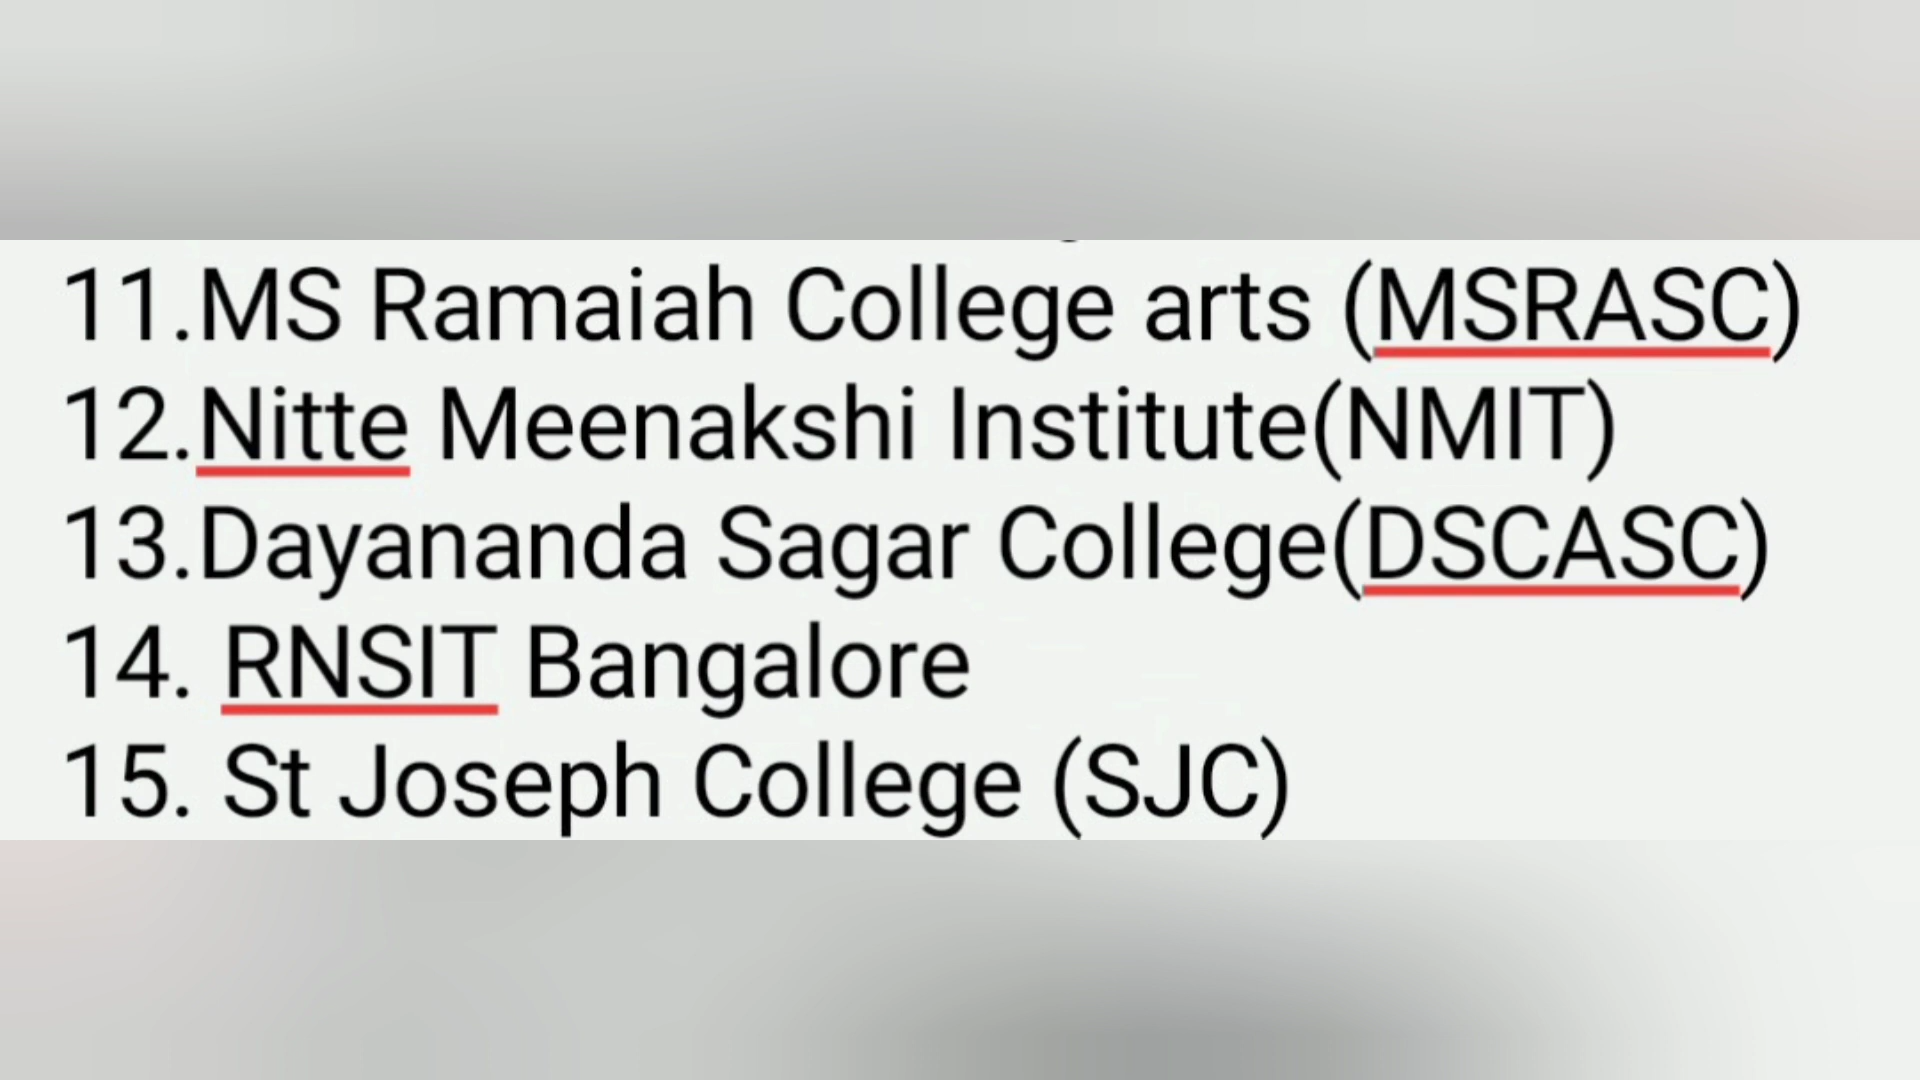 11.MS Ramaiah College arts (MSRASC)
12.Nitte Meenakshi Institute(NMIT)
13.Dayananda Sagar College(DSCASC)
14. RNSIT Bangalore
15. St Joseph College (SJC)